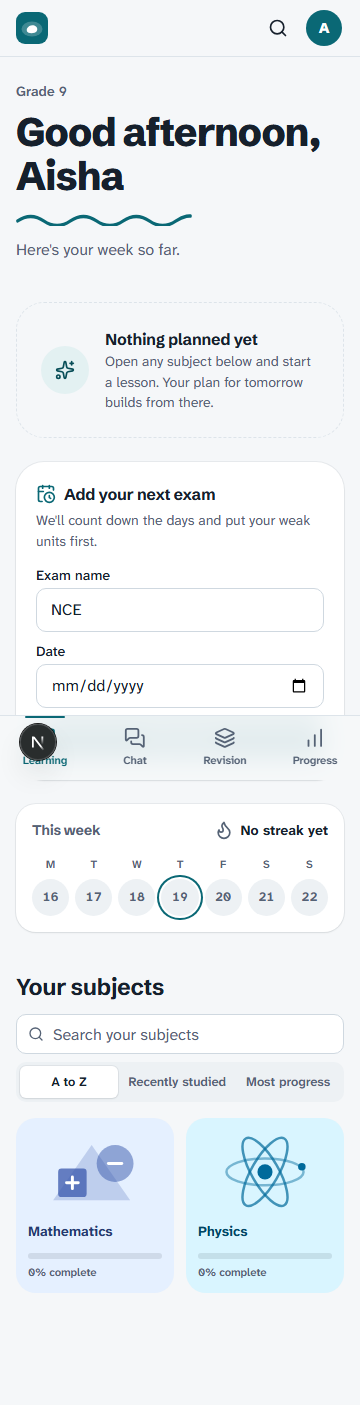 A
Grade 9
Good afternoon,
Aisha
Here's your week so far.
Nothing planned yet
Open any subject below and start
a lesson. Your plan for tomorrow
builds from there.
Add your next exam
We'll count down the days and put your weak
units first.
Exam name
NCE
Date
mm/dd/yyyy
N
Learning
Chat
Revision
Progress
This week
No streak yet
M T W T F S S
16 17 18 19 20 21 22
Your subjects
Search your subjects
A to Z
Recently studied
Most progress
Mathematics
0% complete
Physics
0% complete